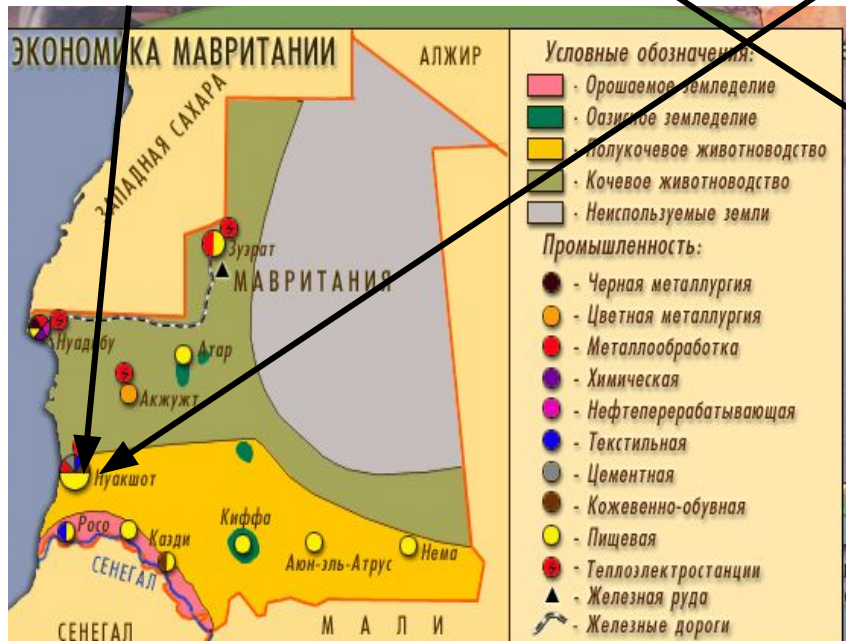 ЭКОНОМИКА МАВРИТАНИИ
АЛЖИР
ЗАПАДНАЯ САХАРА
Зуэрат
МАВРИТАНИЯ
Нуадибу
Атар
Акжужт
Нуакшот
Росо
Казди
Киффа
Аюн-эль-Атрус
Нема
СЕНЕГАЛ
СЕНЕГАЛ
МАЛИ
Условные обозначения:
- Орошаемое земледелие
- Оазисное земледелие
- Полукочевое животноводство
- Кочевое животноводство
- Неиспользуемые земли
Промышленность:
- Черная металлургия
- Цветная металлургия
- Металлообработка
- Химическая
- Нефтеперерабатывающая
- Текстильная
- Цементная
- Кожевенно-обувная
- Пищевая
- Теплоэлектростанции
- Железная руда
- Железные дороги